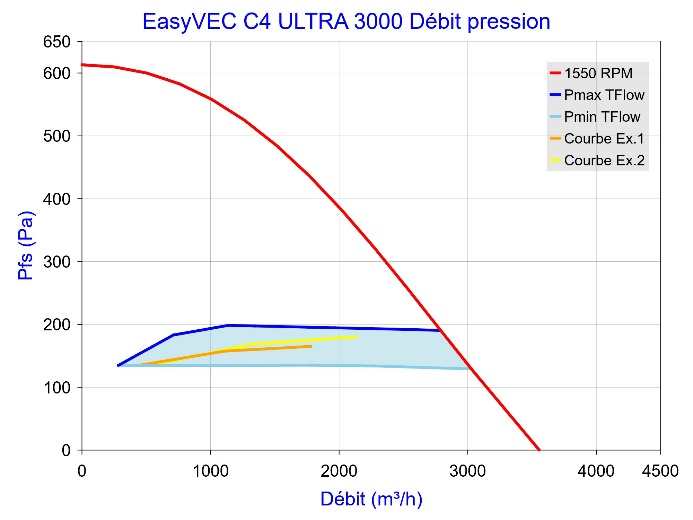 EasyVEC C4 ULTRA 3000 Débit pression
650
600
500
400
300
200
100
0
Pfs (Pa)
1550 RPM
Pmax TFlow
Pmin TFlow
Courbe Ex.1
Courbe Ex.2
0 1000 2000 3000 4000 4500
Débit (m³/h)